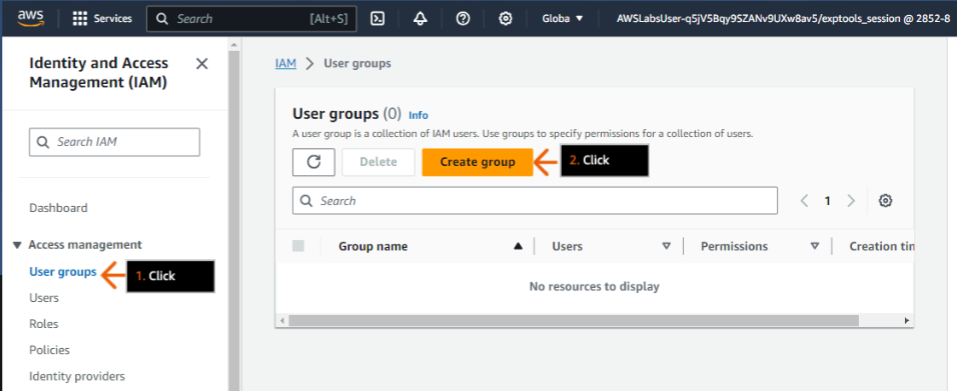 aws
Services
Search
[Alt+S]
Globa
AWSLabsUser-q5jV5Bqy9SZANv9UXw8av5/exptools_session @ 2852-8
Identity and Access
Management (IAM)
Search IAM
Dashboard
Access management
User groups
1. Click
Users
Roles
Policies
Identity providers
IAM > User groups
User groups (0) Info
A user group is a collection of IAM users. Use groups to specify permissions for a collection of users.
Delete
Create group
2. Click
Search
1
Group name
Users
Permissions
Creation tin
No resources to display